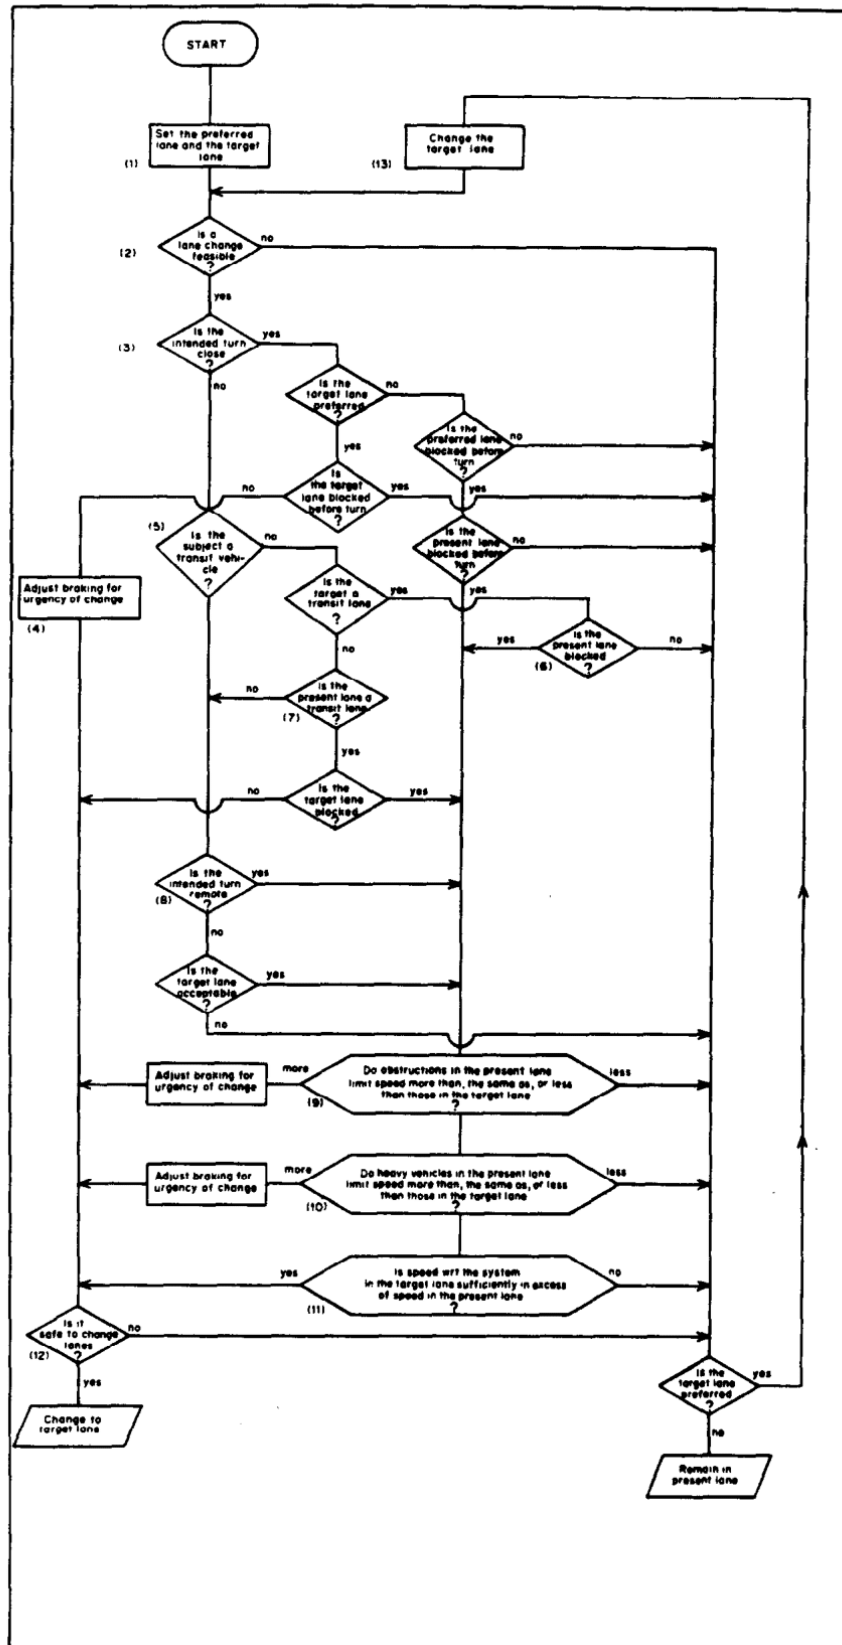 START
Set the preferred
lane and the target
lane
(1)
Change the
target lane
(13)
Is a
lane change
feasible
?
(2)
no
yes
Is the
intended turn
close
?
(3)
yes
no
Is the
target lane
preferred
?
no
yes
Is the
preferred lane
blocked before
turn
?
no
yes
Is
the target
lane blocked
before turn
?
no
yes
(5)
Is the
subject a
transit vehi-
cle
?
no
Is the
present lane
blocked before
turn
?
no
yes
Adjust braking for
urgency of change
(4)
Is the
target a
transit lane
?
yes
no
Is the
present lane
blocked
?
(6)
yes
no
Is the
present lane a
transit lane
?
(7)
no
yes
Is the
target lane
blocked
?
no
yes
Is the
intended turn
remote
?
(8)
yes
no
Is the
target lane
acceptable
?
yes
no
Adjust braking for
urgency of change
more
Do obstructions in the present lane
limit speed more than, the same as, or less
than those in the target lane
?
(9)
less
Adjust braking for
urgency of change
more
Do heavy vehicles in the present lane
limit speed more than, the same as, or less
than those in the target lane
?
(10)
less
yes
Is speed wrt the system
in the target lane sufficiently in excess
of speed in the present lane
?
(11)
no
Is it
safe to change
lanes
?
(12)
no
yes
Change to
target lane
Is the
target lane
preferred
?
yes
no
Remain in
present lane